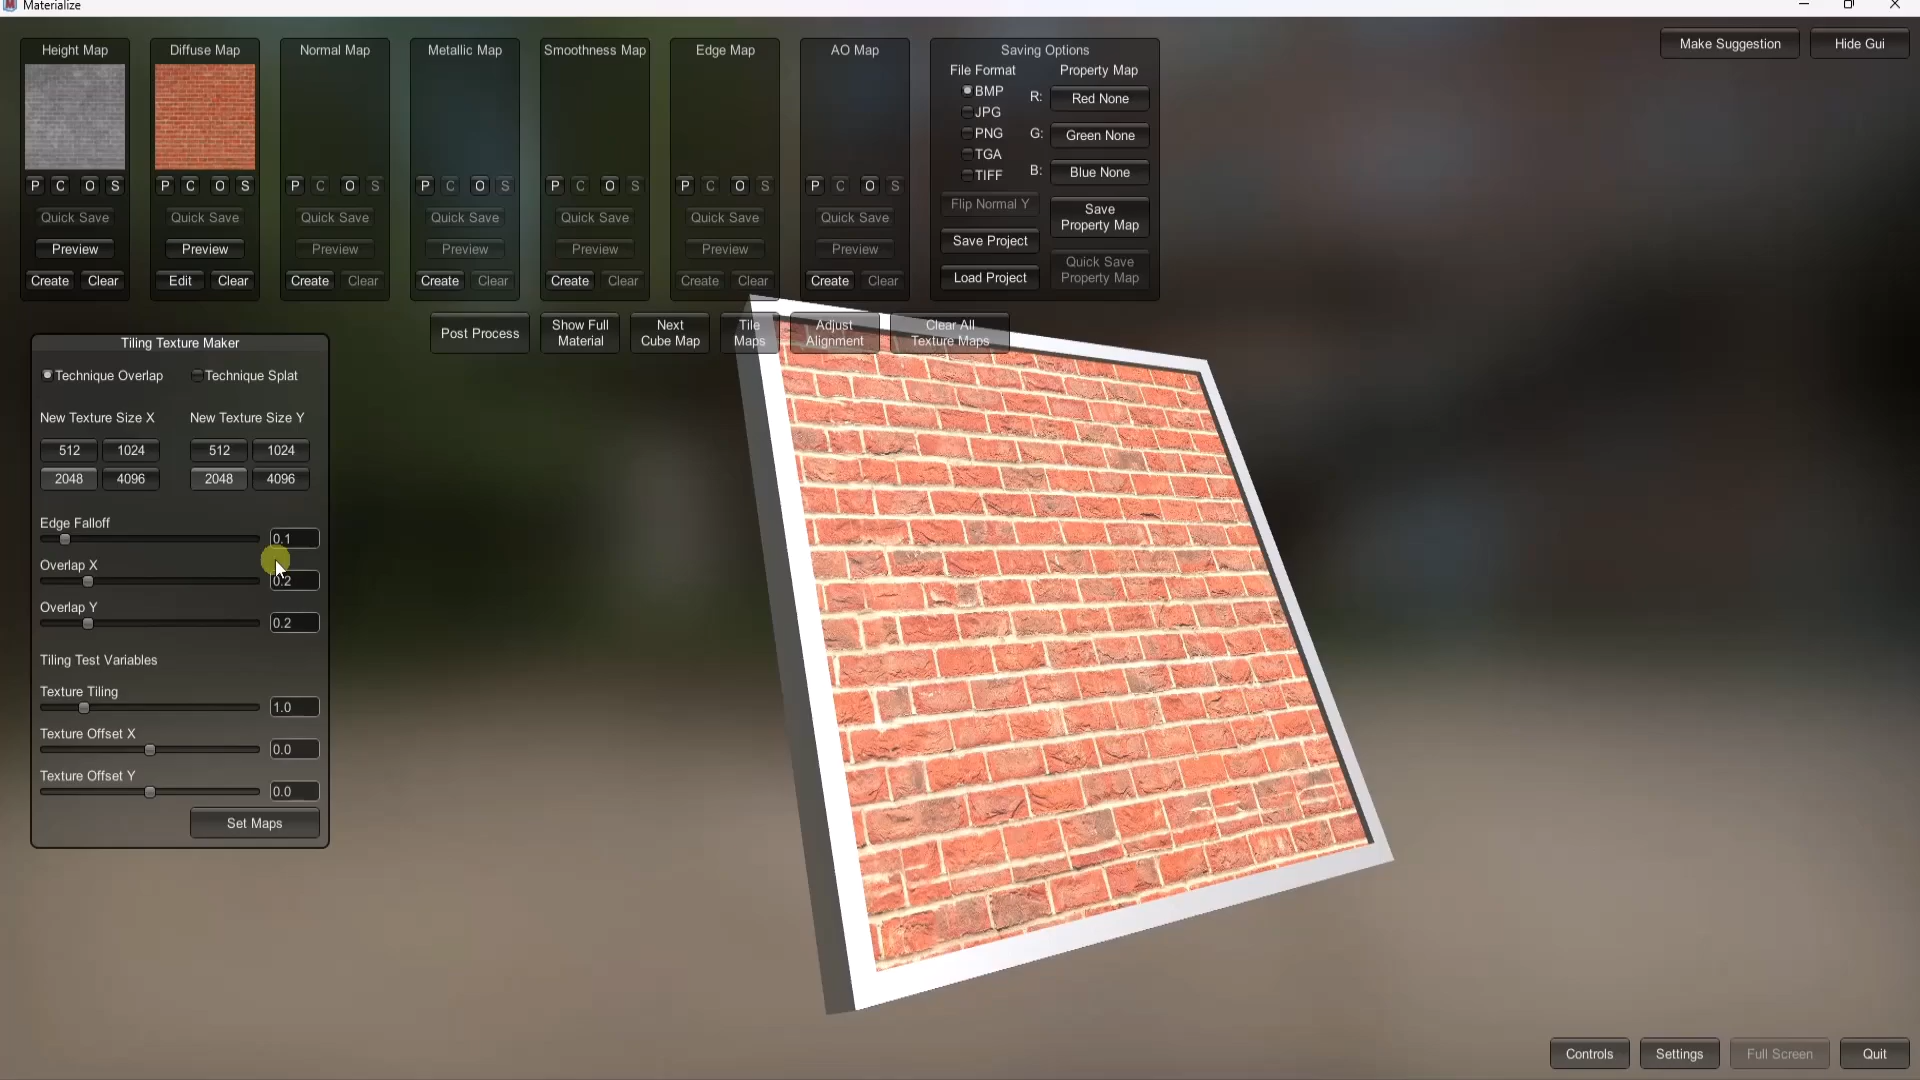 Materialize
Make Suggestion
Hide Gui
Height Map
P C O S
Quick Save
Preview
Create Clear
Diffuse Map
P C O S
Quick Save
Preview
Edit Clear
Normal Map
P C O S
Quick Save
Preview
Create Clear
Metallic Map
P C O S
Quick Save
Preview
Create Clear
Smoothness Map
P C O S
Quick Save
Preview
Create Clear
Edge Map
P C O S
Quick Save
Preview
Create Clear
AO Map
P C O S
Quick Save
Preview
Create Clear
Saving Options
File Format
BMP
JPG
PNG
TGA
TIFF
Flip Normal Y
Save Project
Load Project
Property Map
R: Red None
G: Green None
B: Blue None
Save
Property Map
Quick Save
Property Map
Post Process
Show Full
Material
Next
Cube Map
Tile
Maps
Adjust
Alignment
Clear All
Texture Maps
Tiling Texture Maker
Technique Overlap Technique Splat
New Texture Size X New Texture Size Y
512 1024 512 1024
2048 4096 2048 4096
Edge Falloff
0.1
Overlap X
0.2
Overlap Y
0.2
Tiling Test Variables
Texture Tiling
1.0
Texture Offset X
0.0
Texture Offset Y
0.0
Set Maps
Controls
Settings
Full Screen
Quit